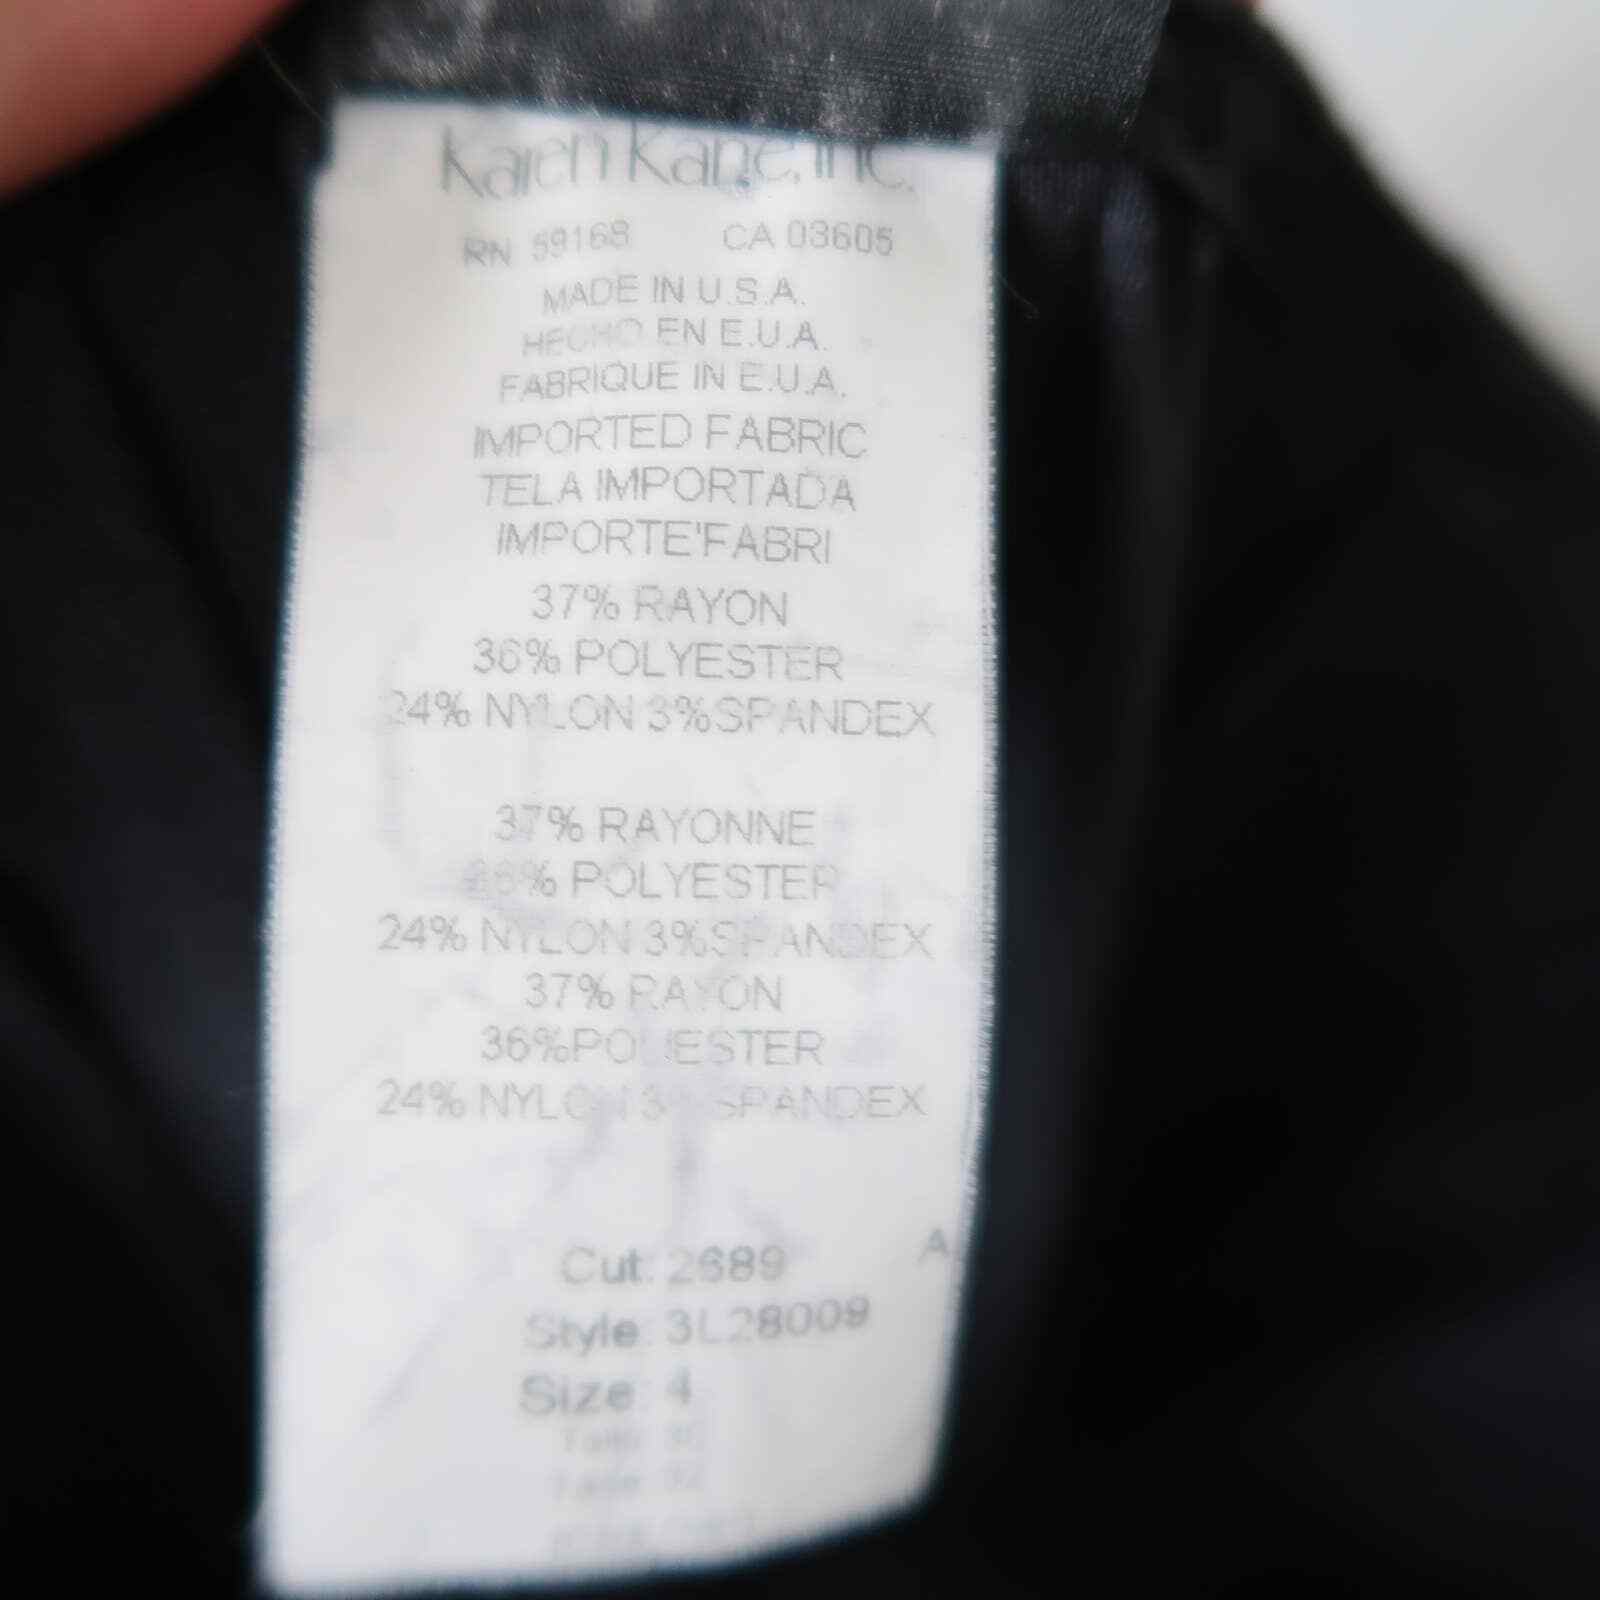 Karen Kane, Inc.
RN 59168 CA 03605
MADE IN U.S.A.
HECHO EN E.U.A.
FABRIQUE IN E.U.A.
IMPORTED FABRIC
TELA IMPORTADA
IMPORTE'FABRI
37% RAYON
36% POLYESTER
24% NYLON 3%SPANDEX
37% RAYONNE
36% POLYESTER
24% NYLON 3%SPANDEX
37% RAYON
36%POLYESTER
24% NYLON 3% SPANDEX
A
Cut: 2689
Style: 3L28009
Size: 4